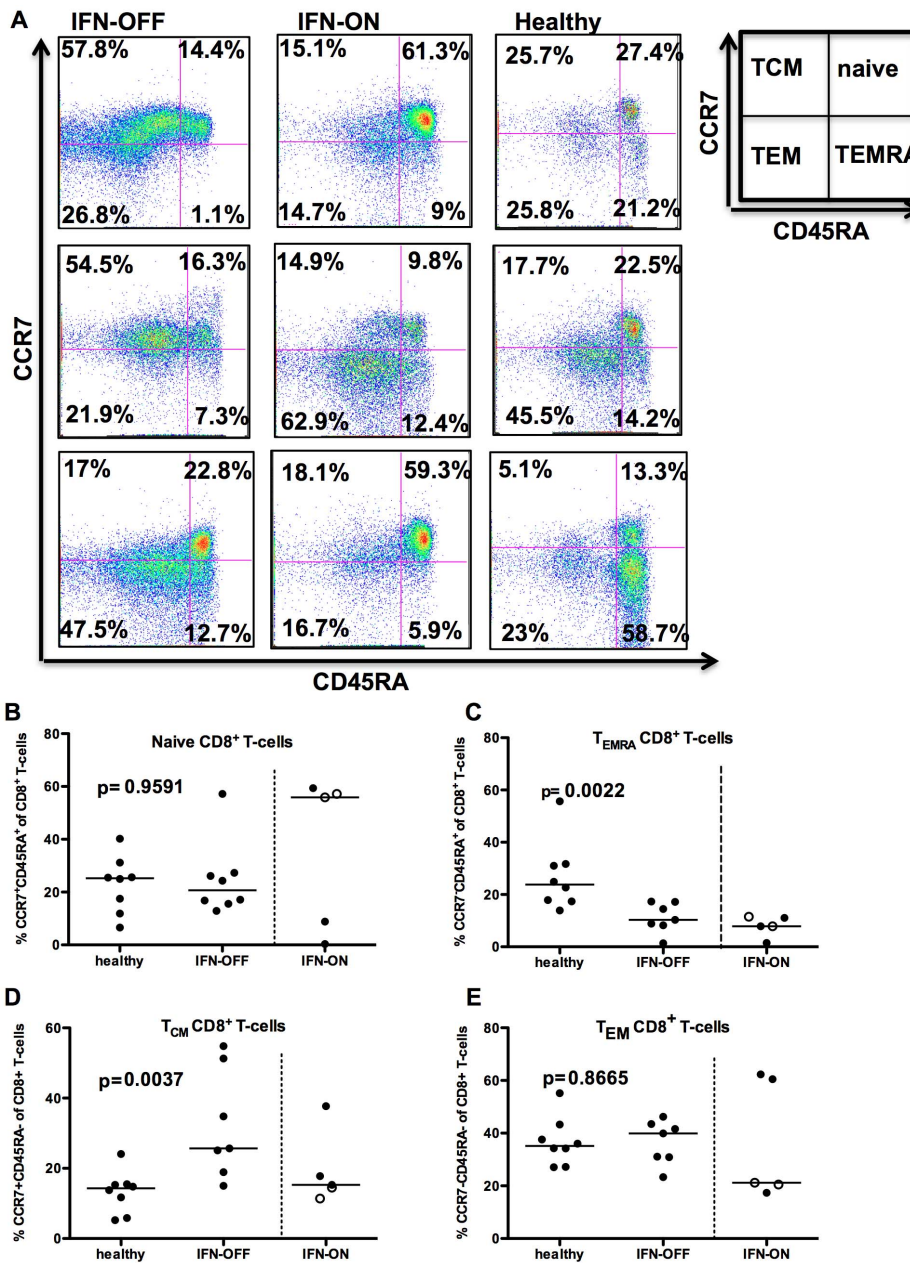 A
IFN-OFF
IFN-ON
Healthy
57.8% 14.4%
26.8% 1.1%
15.1% 61.3%
14.7% 9%
25.7% 27.4%
25.8% 21.2%
CCR7
TCM naive
TEM TEMRA
CD45RA
54.5% 16.3%
21.9% 7.3%
14.9% 9.8%
62.9% 12.4%
17.7% 22.5%
45.5% 14.2%
17% 22.8%
47.5% 12.7%
18.1% 59.3%
16.7% 5.9%
5.1% 13.3%
23% 58.7%
CCR7
CD45RA
B
Naive CD8+ T-cells
p= 0.9591
% CCR7+CD45RA+ of CD8+ T-cells
80
60
40
20
0
healthy IFN-OFF IFN-ON
C
TEMRA CD8+ T-cells
p= 0.0022
% CCR7-CD45RA+ of CD8+ T-cells
80
60
40
20
0
healthy IFN-OFF IFN-ON
D
TCM CD8+ T-cells
p=0.0037
% CCR7+CD45RA- of CD8+ T-cells
60
40
20
0
healthy IFN-OFF IFN-ON
E
TEM CD8+ T-cells
p=0.8665
% CCR7-CD45RA- of CD8+ T-cells
80
60
40
20
0
healthy IFN-OFF IFN-ON